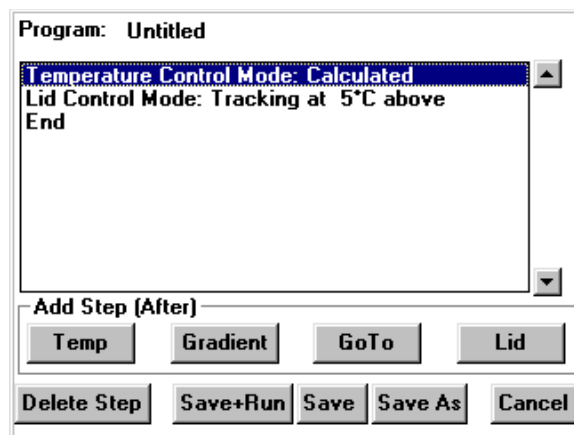 Program: Untitled
Temperature Control Mode: Calculated
Lid Control Mode: Tracking at 5°C above
End
Add Step (After)
Temp Gradient GoTo Lid
Delete Step Save+Run Save Save As Cancel